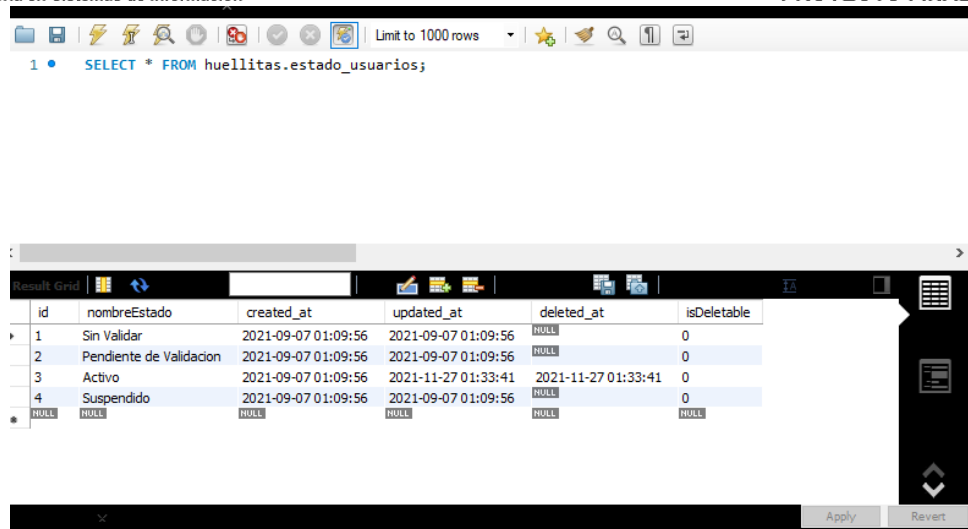 Limit to 1000 rows
1 SELECT * FROM huellitas.estado_usuarios;
Result Grid
id nombreEstado created_at updated_at deleted_at isDeletable
1 Sin Validar 2021-09-07 01:09:56 2021-09-07 01:09:56 NULL 0
2 Pendiente de Validacion 2021-09-07 01:09:56 2021-09-07 01:09:56 NULL 0
3 Activo 2021-09-07 01:09:56 2021-11-27 01:33:41 2021-11-27 01:33:41 0
4 Suspendido 2021-09-07 01:09:56 2021-09-07 01:09:56 NULL 0
NULL NULL NULL NULL NULL NULL
Apply Revert